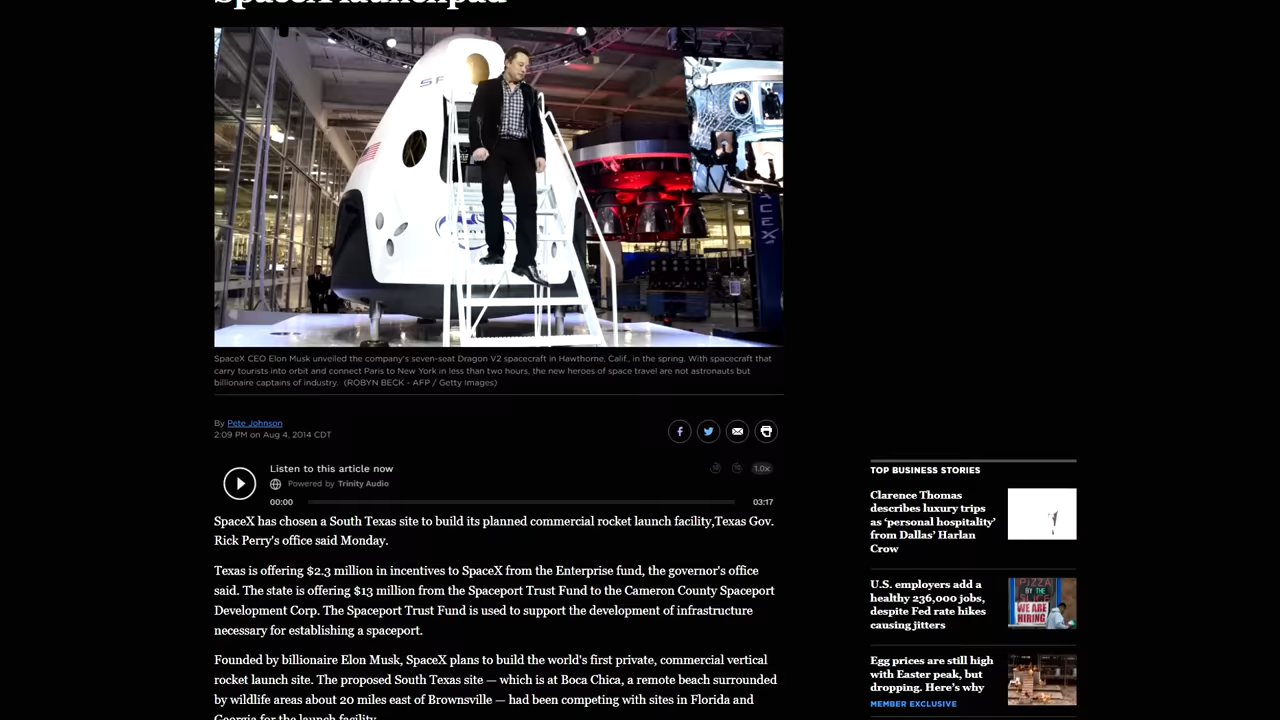 SpaceX launchpad
SpaceX CEO Elon Musk unveiled the company's seven-seat Dragon V2 spacecraft in Hawthorne, Calif., in the spring. With spacecraft that
carry tourists into orbit and connect Paris to New York in less than two hours, the new heroes of space travel are not astronauts but
billionaire captains of industry. (ROBYN BECK - AFP / Getty Images)
By Pete Johnson
2:09 PM on Aug 4, 2014 CDT
Listen to this article now
1.0x
Powered by Trinity Audio
00:00
03:17
SpaceX has chosen a South Texas site to build its planned commercial rocket launch facility,Texas Gov.
Rick Perry's office said Monday.
Texas is offering $2.3 million in incentives to SpaceX from the Enterprise fund, the governor's office
said. The state is offering $13 million from the Spaceport Trust Fund to the Cameron County Spaceport
Development Corp. The Spaceport Trust Fund is used to support the development of infrastructure
necessary for establishing a spaceport.
Founded by billionaire Elon Musk, SpaceX plans to build the world's first private, commercial vertical
rocket launch site. The proposed South Texas site — which is at Boca Chica, a remote beach surrounded
by wildlife areas about 26 miles east of Brownsville — had been competing with sites in Florida and
Georgia for the launch facility.
TOP BUSINESS STORIES
Clarence Thomas
describes luxury trips
as ‘personal hospitality’
from Dallas’ Harlan
Crow
U.S. employers add a
healthy 236,000 jobs,
despite Fed rate hikes
causing jitters
PIZZA
BY THE
SLICE
WE ARE
HIRING
Egg prices are still high
with Easter peak, but
dropping. Here’s why
MEMBER EXCLUSIVE